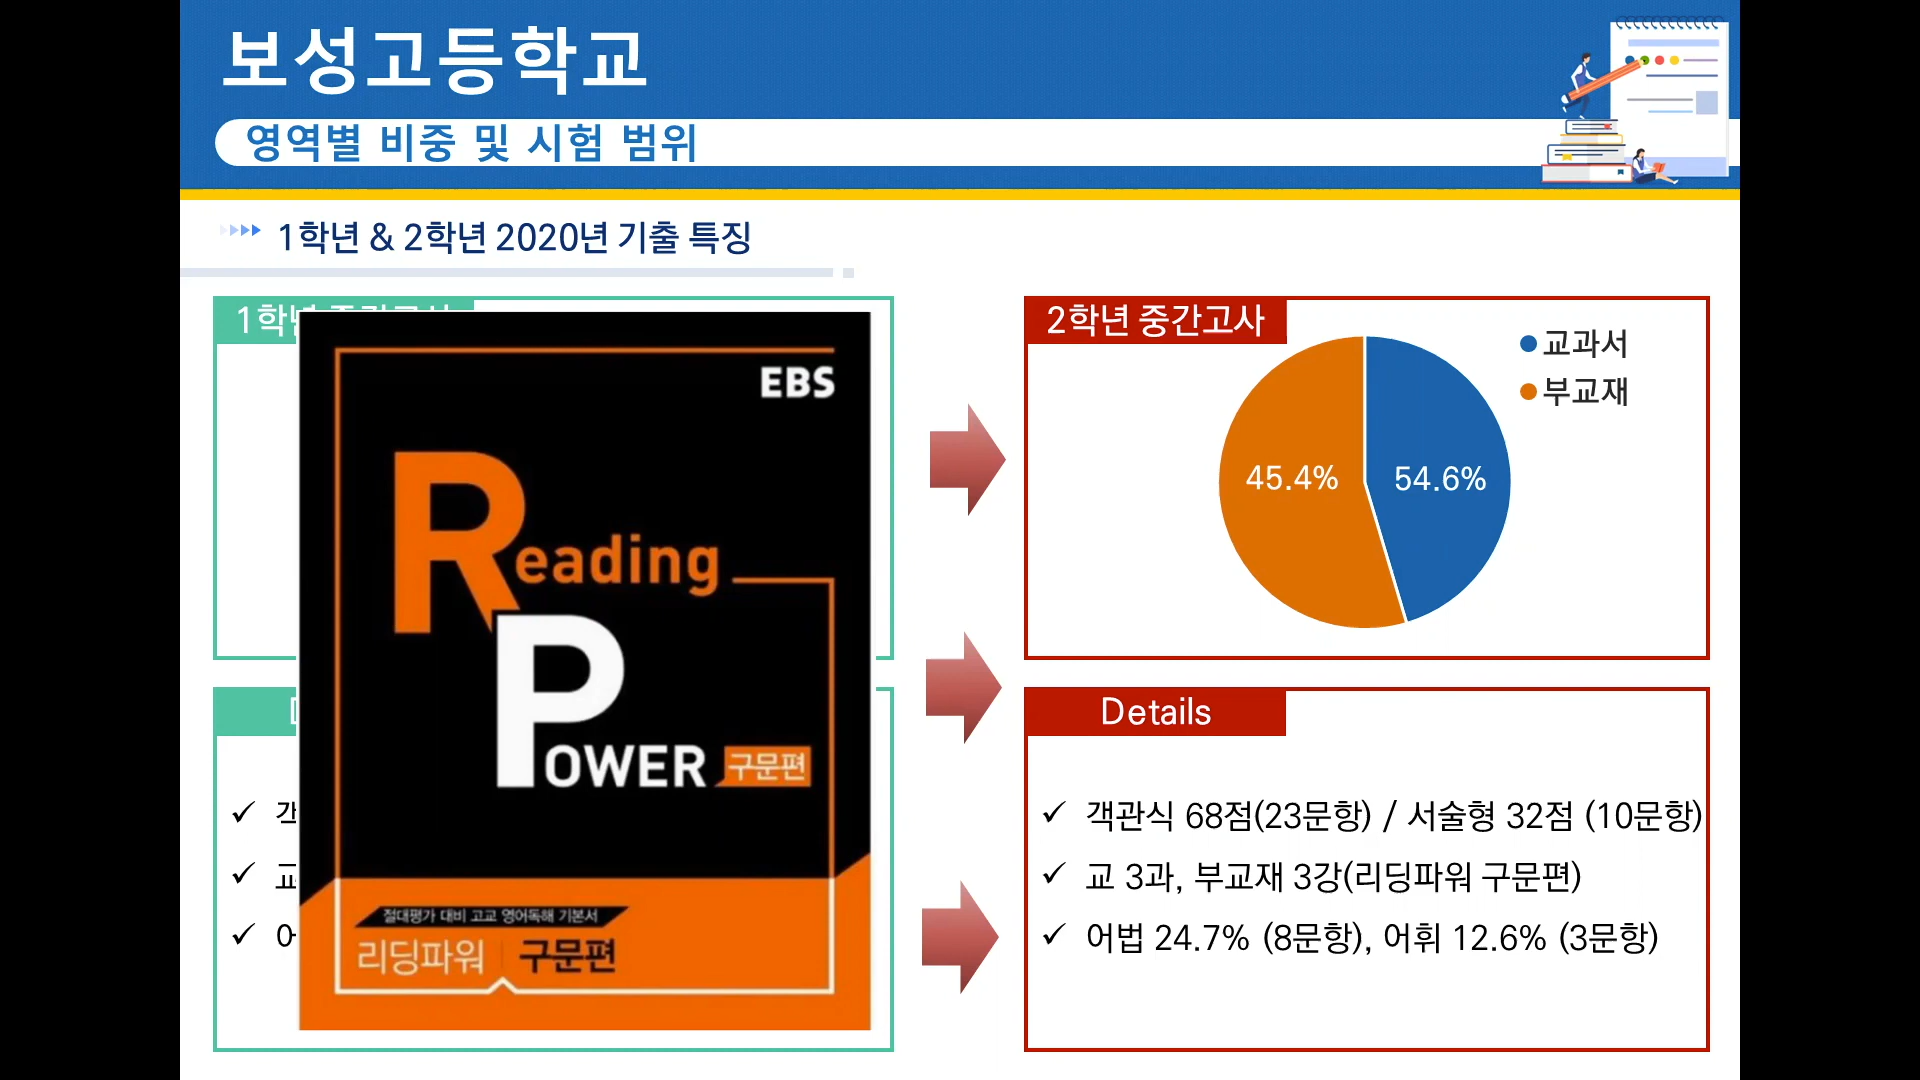 보성고등학교
영역별 비중 및 시험 범위
1학년 & 2학년 2020년 기출 특징
1학년
EBS
Reading
POWER 구문편
절대평가 대비 고교 영어독해 기본서
리딩파워 구문편
2학년 중간고사
교과서
부교재
45.4% 54.6%
Details
✓ 객관식 68점(23문항) / 서술형 32점 (10문항)
✓ 교 3과, 부교재 3강(리딩파워 구문편)
✓ 어법 24.7% (8문항), 어휘 12.6% (3문항)